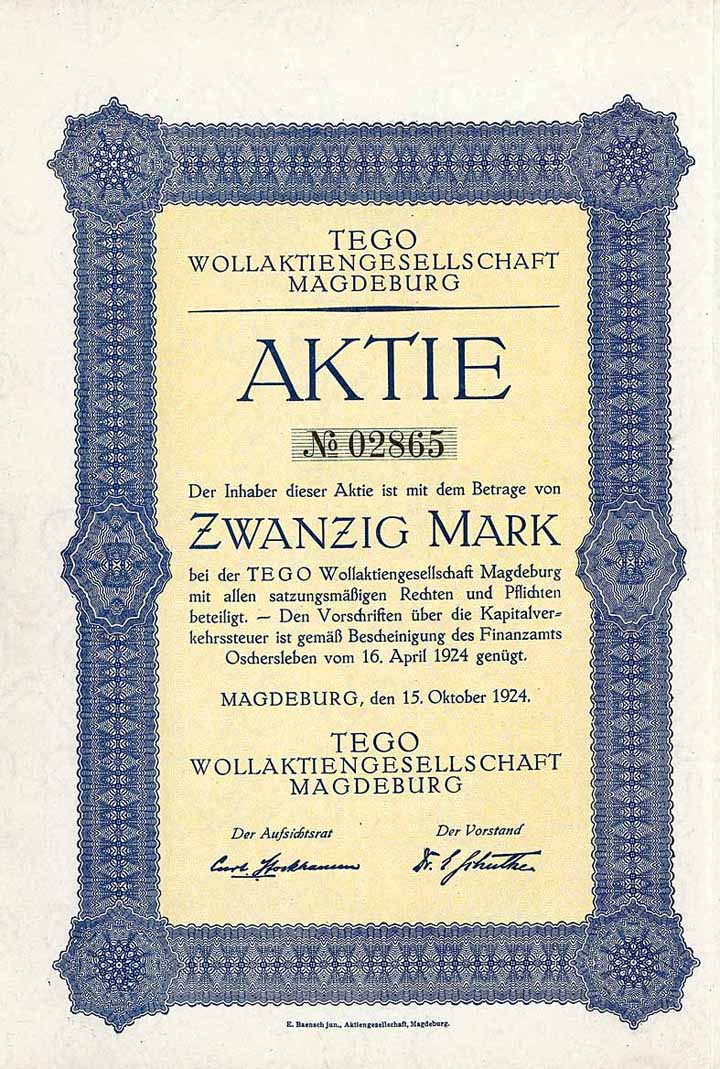 TEGO
WOLLAKTIENGESELLSCHAFT
MAGDEBURG
AKTIE
№ 02865
Der Inhaber dieser Aktie ist mit dem Betrage von
ZWANZIG MARK
bei der TEGO Wollaktiengesellschaft Magdeburg
mit allen satzungsmäßigen Rechten und Pflichten
beteiligt. — Den Vorschriften über die Kapitalver-
kehrssteuer ist gemäß Bescheinigung des Finanzamts
Oschersleben vom 16. April 1924 genügt.
MAGDEBURG, den 15. Oktober 1924.
TEGO
WOLLAKTIENGESELLSCHAFT
MAGDEBURG
Der Aufsichtsrat Der Vorstand
Curt. Dr. E
E. Baensch jun., Aktiengesellschaft, Magdeburg.